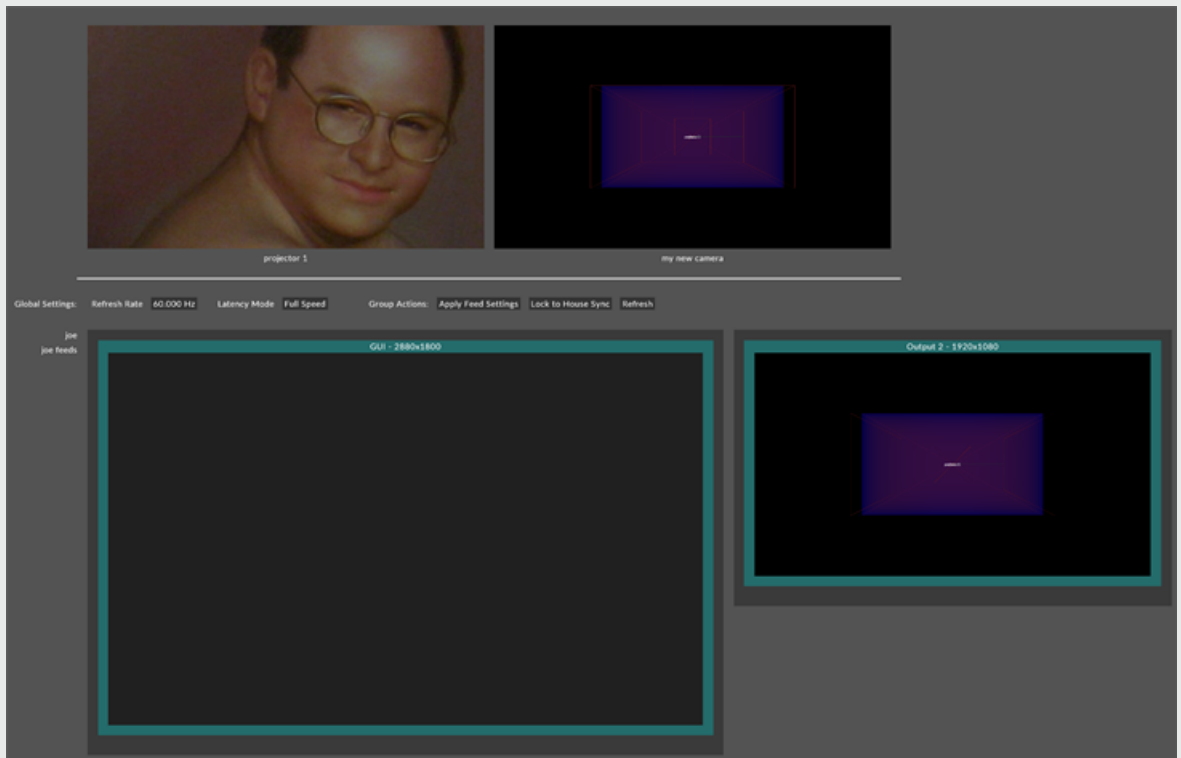 projector 1
my new camera
Global Settings: Refresh Rate 60.000 Hz Latency Mode Full Speed Group Actions: Apply Feed Settings Lock to House Sync Refresh
joe
joe feeds
GUI - 2880x1800
Output 2 - 1920x1080